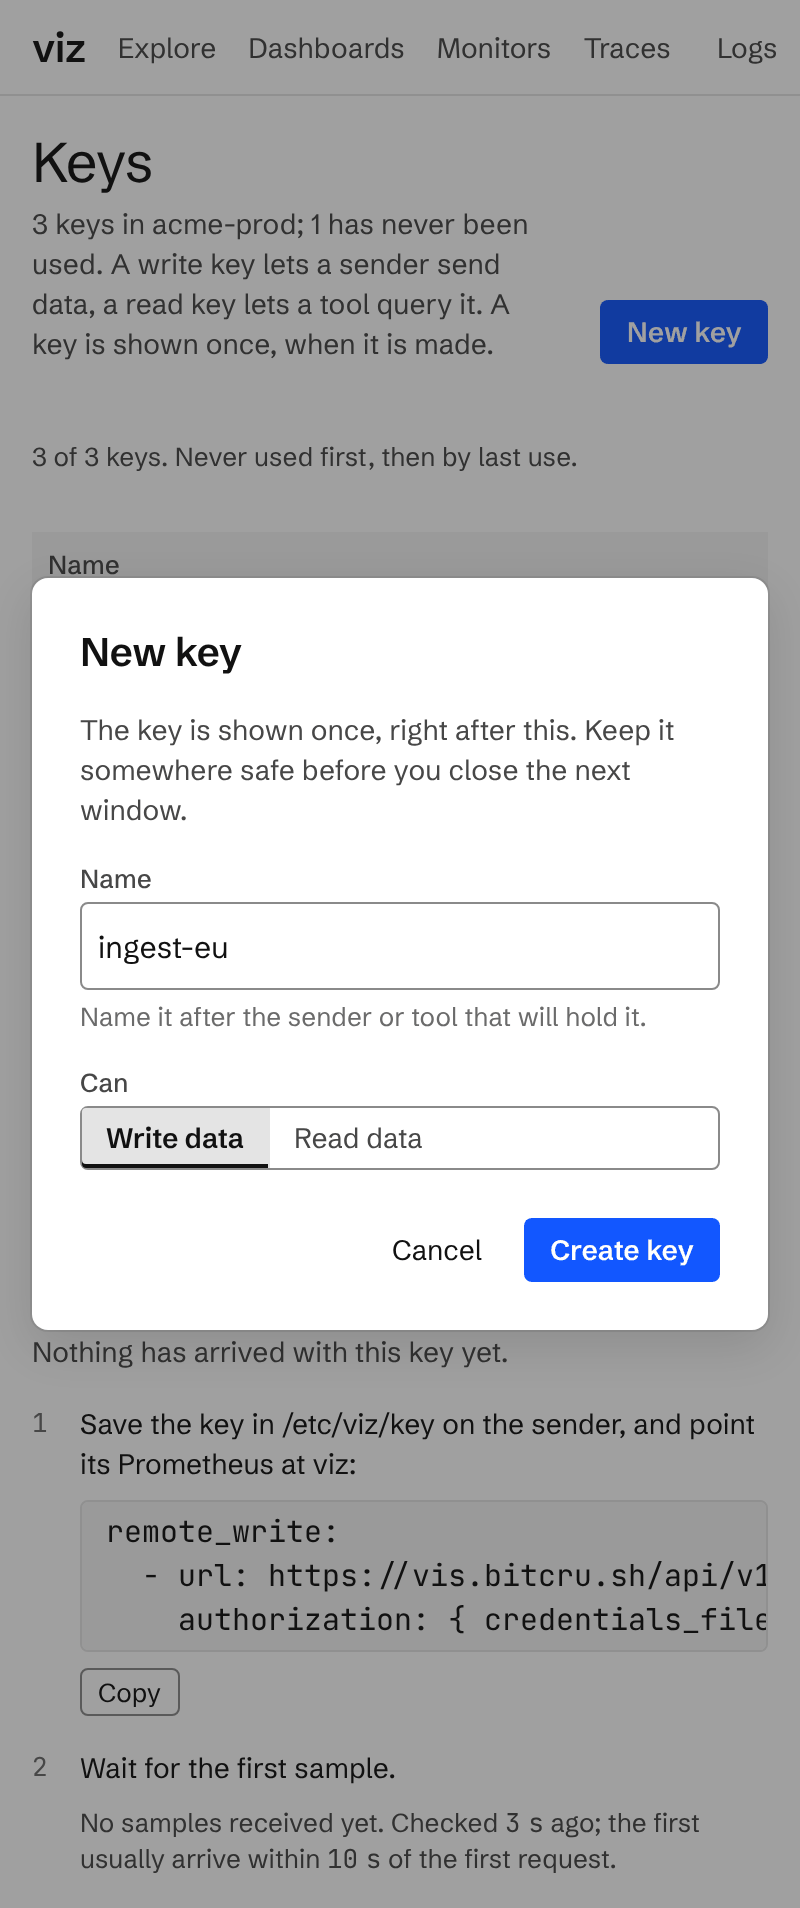 viz Explore Dashboards Monitors Traces Logs
Keys
3 keys in acme-prod; 1 has never been
used. A write key lets a sender send
data, a read key lets a tool query it. A
key is shown once, when it is made.
New key
3 of 3 keys. Never used first, then by last use.
Name
New key
The key is shown once, right after this. Keep it
somewhere safe before you close the next
window.
Name
ingest-eu
Name it after the sender or tool that will hold it.
Can
Write data Read data
Cancel Create key
Nothing has arrived with this key yet.
1 Save the key in /etc/viz/key on the sender, and point
its Prometheus at viz:
remote_write:
  - url: https://vis.bitcru.sh/api/v1
    authorization: { credentials_file
Copy
2 Wait for the first sample.
No samples received yet. Checked 3 s ago; the first
usually arrive within 10 s of the first request.